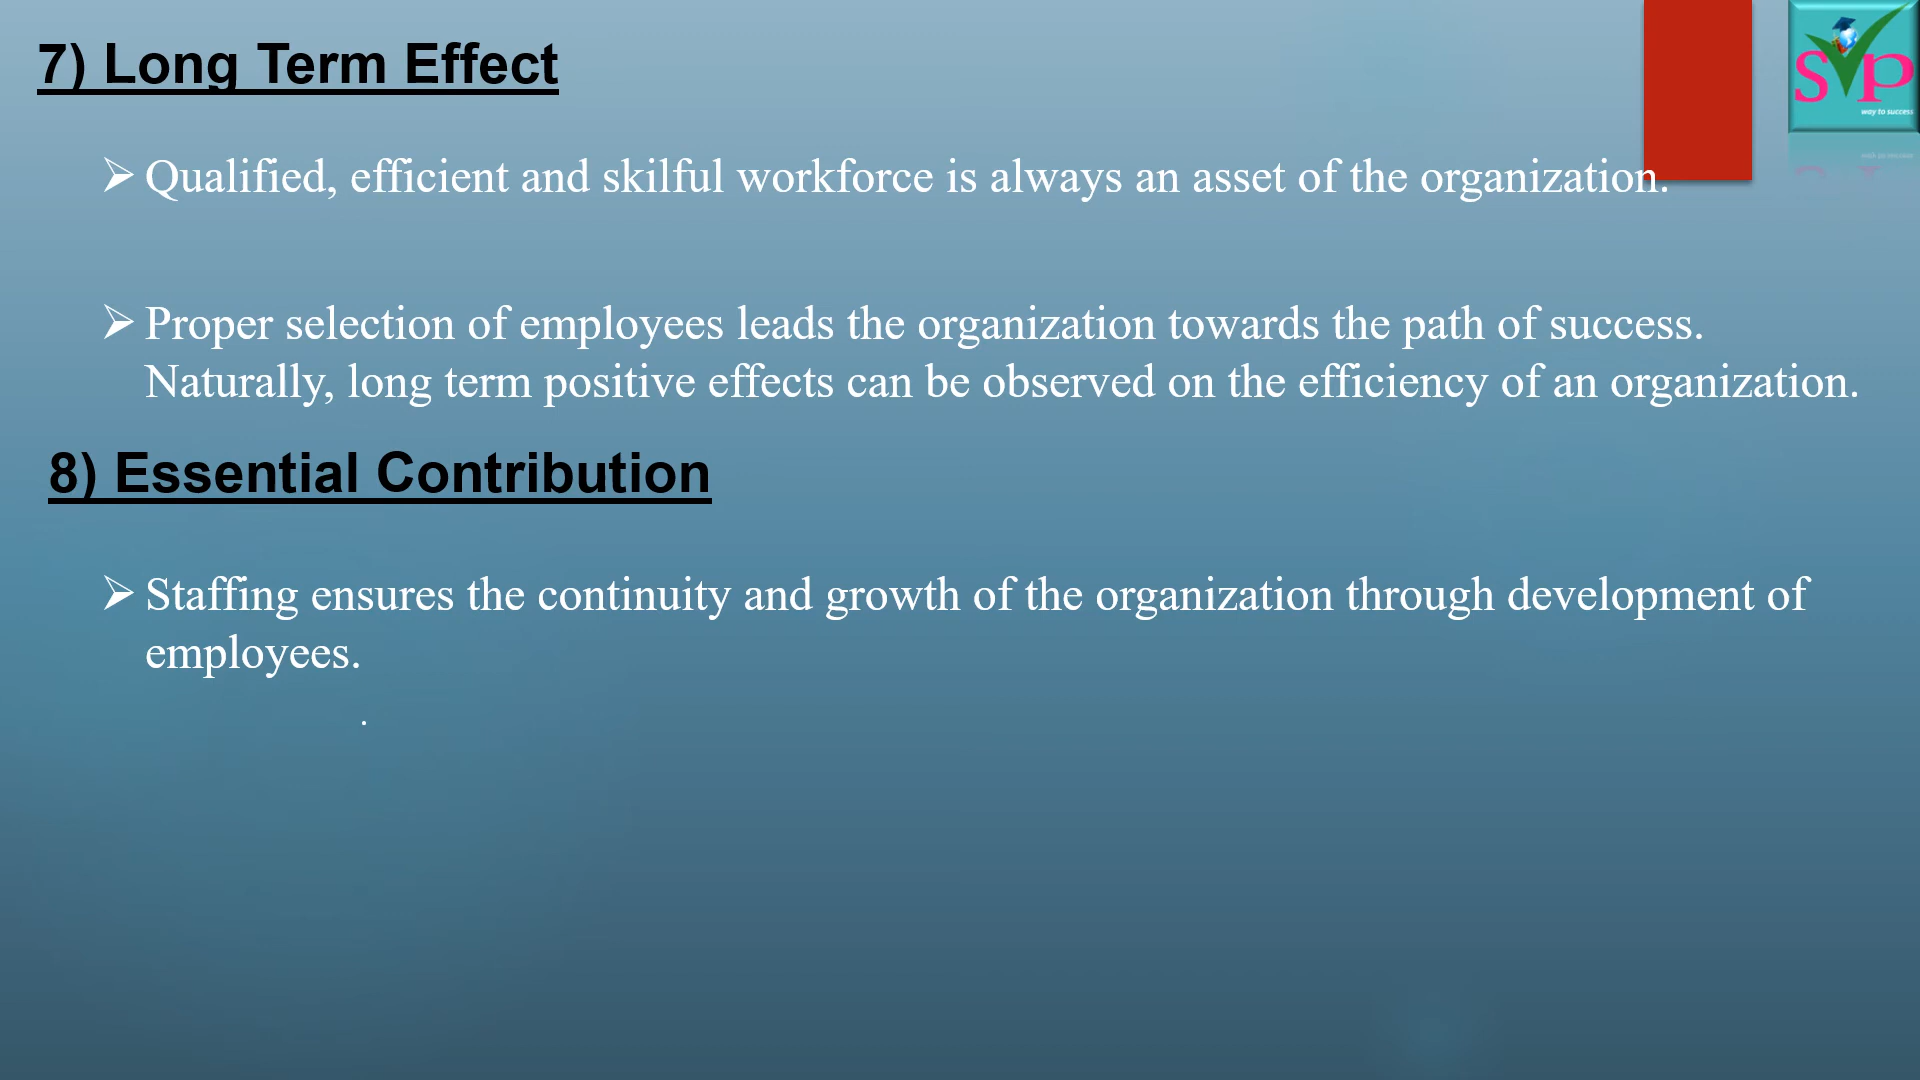 7) Long Term Effect
SVP
way to success
➢ Qualified, efficient and skilful workforce is always an asset of the organization.
➢ Proper selection of employees leads the organization towards the path of success.
Naturally, long term positive effects can be observed on the efficiency of an organization.
8) Essential Contribution
➢ Staffing ensures the continuity and growth of the organization through development of
employees.
.